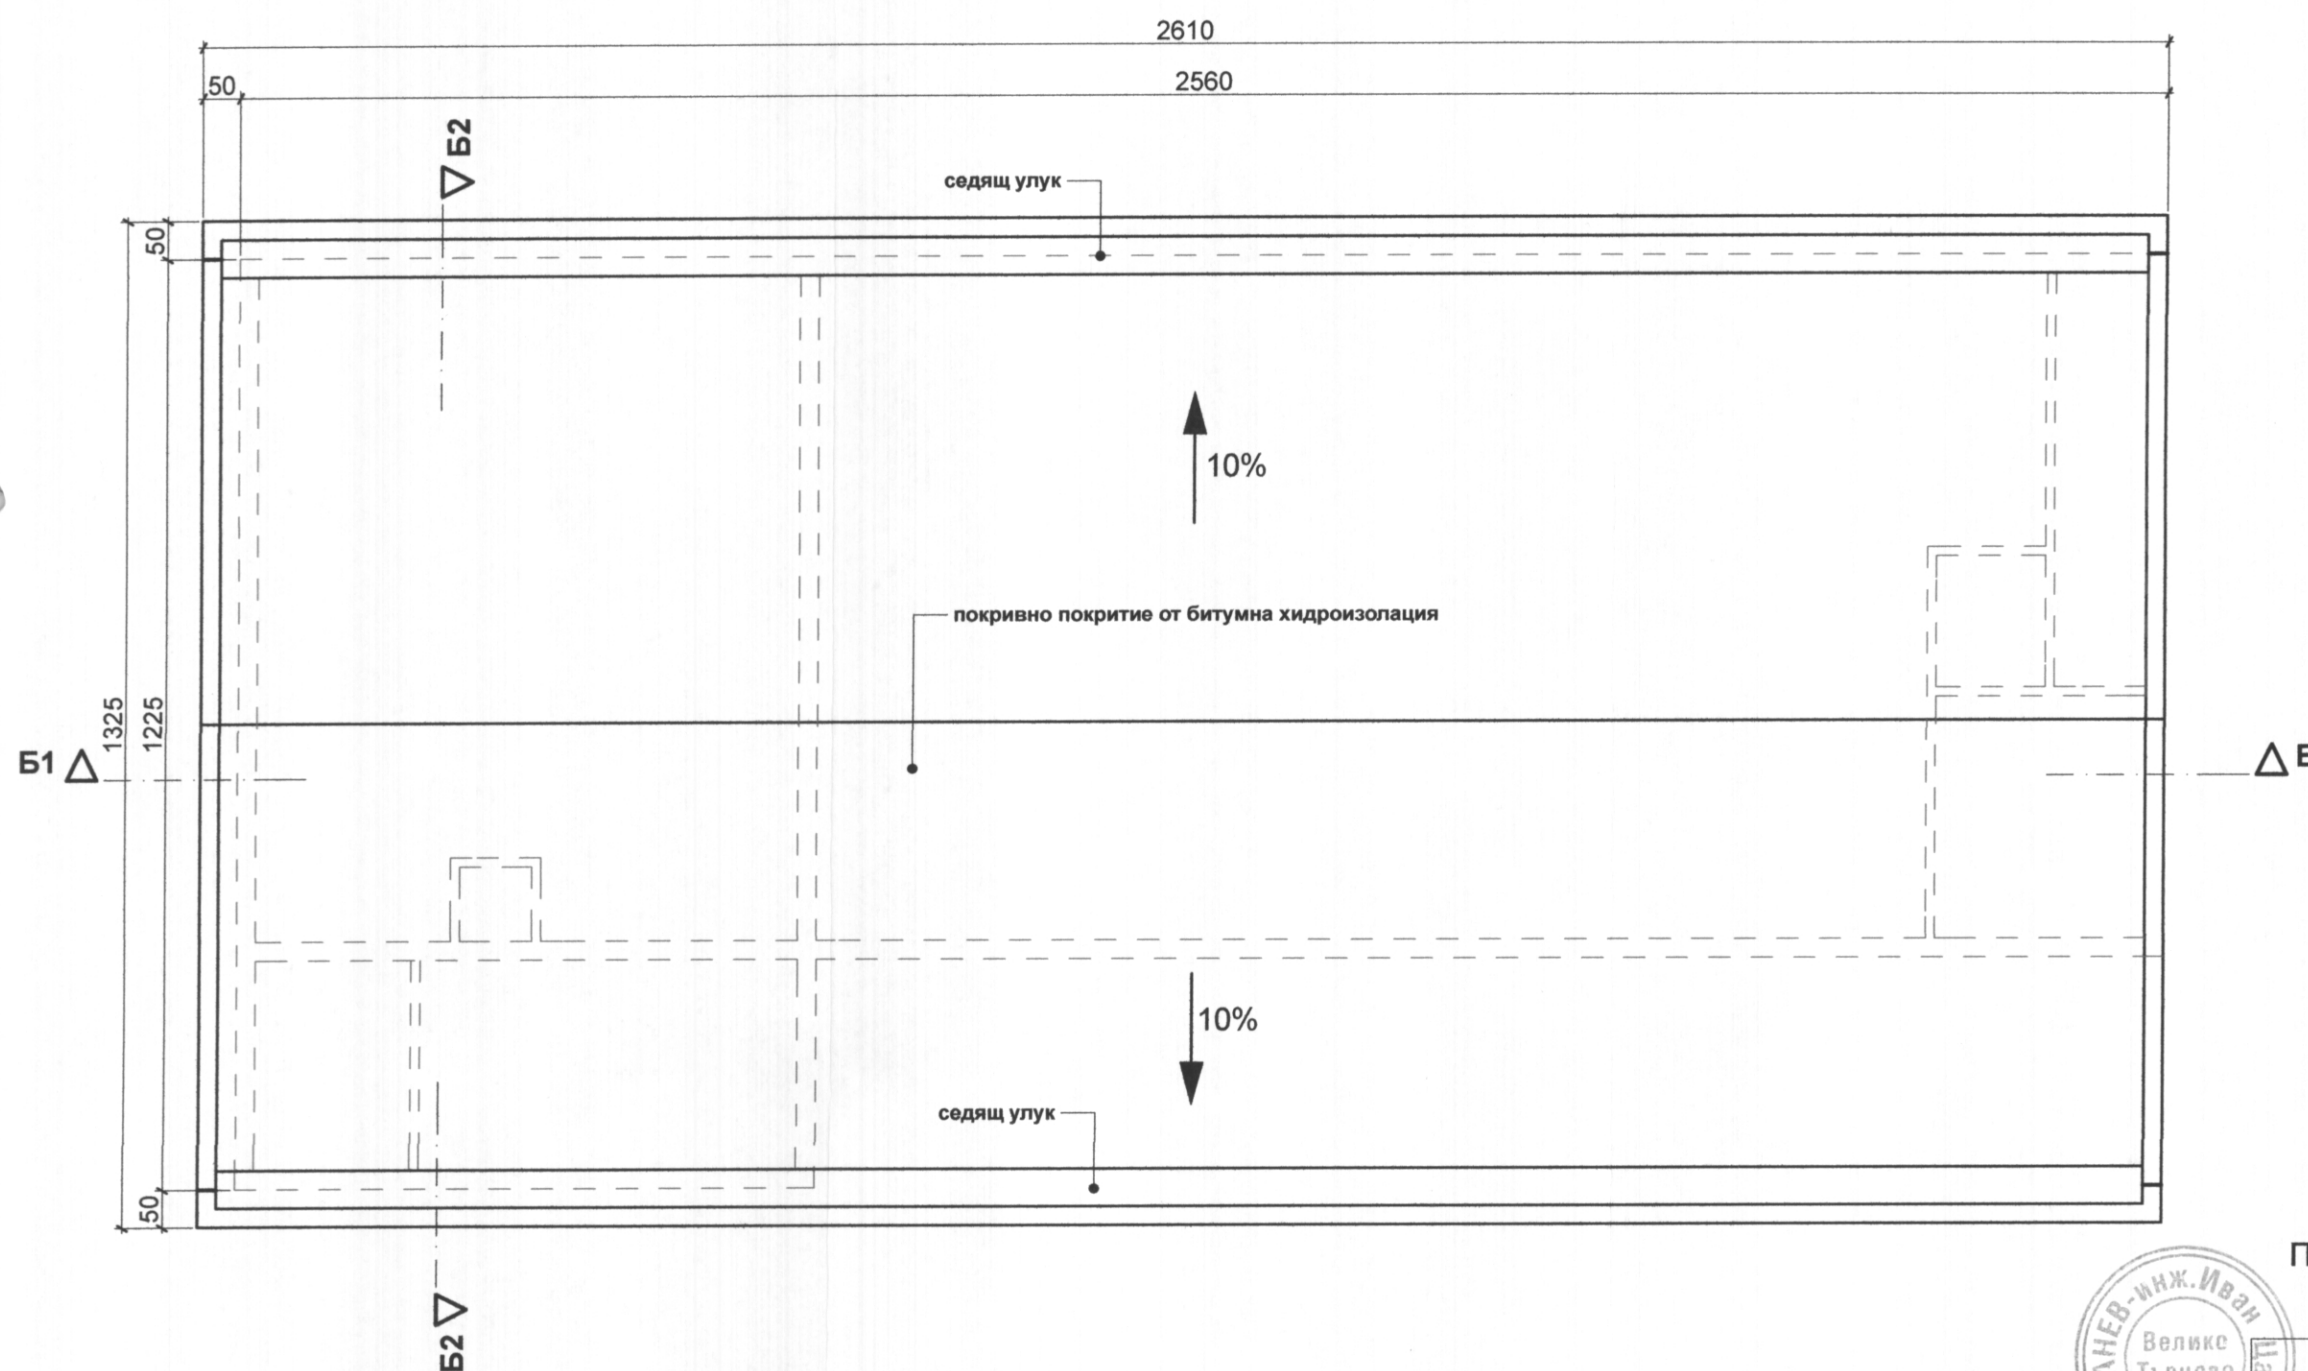 2610
50
2560
Б2
седящ улук
50
10%
покривно покритие от битумна хидроизолация
1325
1225
Б1
10%
седящ улук
50
Б2
АНЕВ-инж.Иван
Велико